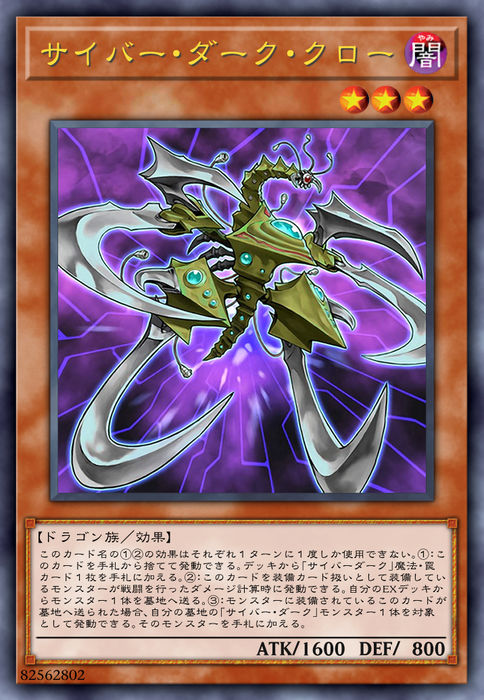 サイバー・ダーク・クロー
やみ
闇
【ドラゴン族／効果】
このカード名の①②の効果はそれぞれ１ターンに１度しか使用できない。①：こ
のカードを手札から捨てて発動できる。デッキから「サイバーダーク」魔法・罠
カード１枚を手札に加える。②：このカードを装備カード扱いとして装備してい
るモンスターが戦闘を行ったダメージ計算時に発動できる。自分のEXデッキか
らモンスター１体を墓地へ送る。③：モンスターに装備されているこのカードが
墓地へ送られた場合、自分の墓地の「サイバー・ダーク」モンスター１体を対象
として発動できる。そのモンスターを手札に加える。
ATK/1600 DEF/ 800
82562802